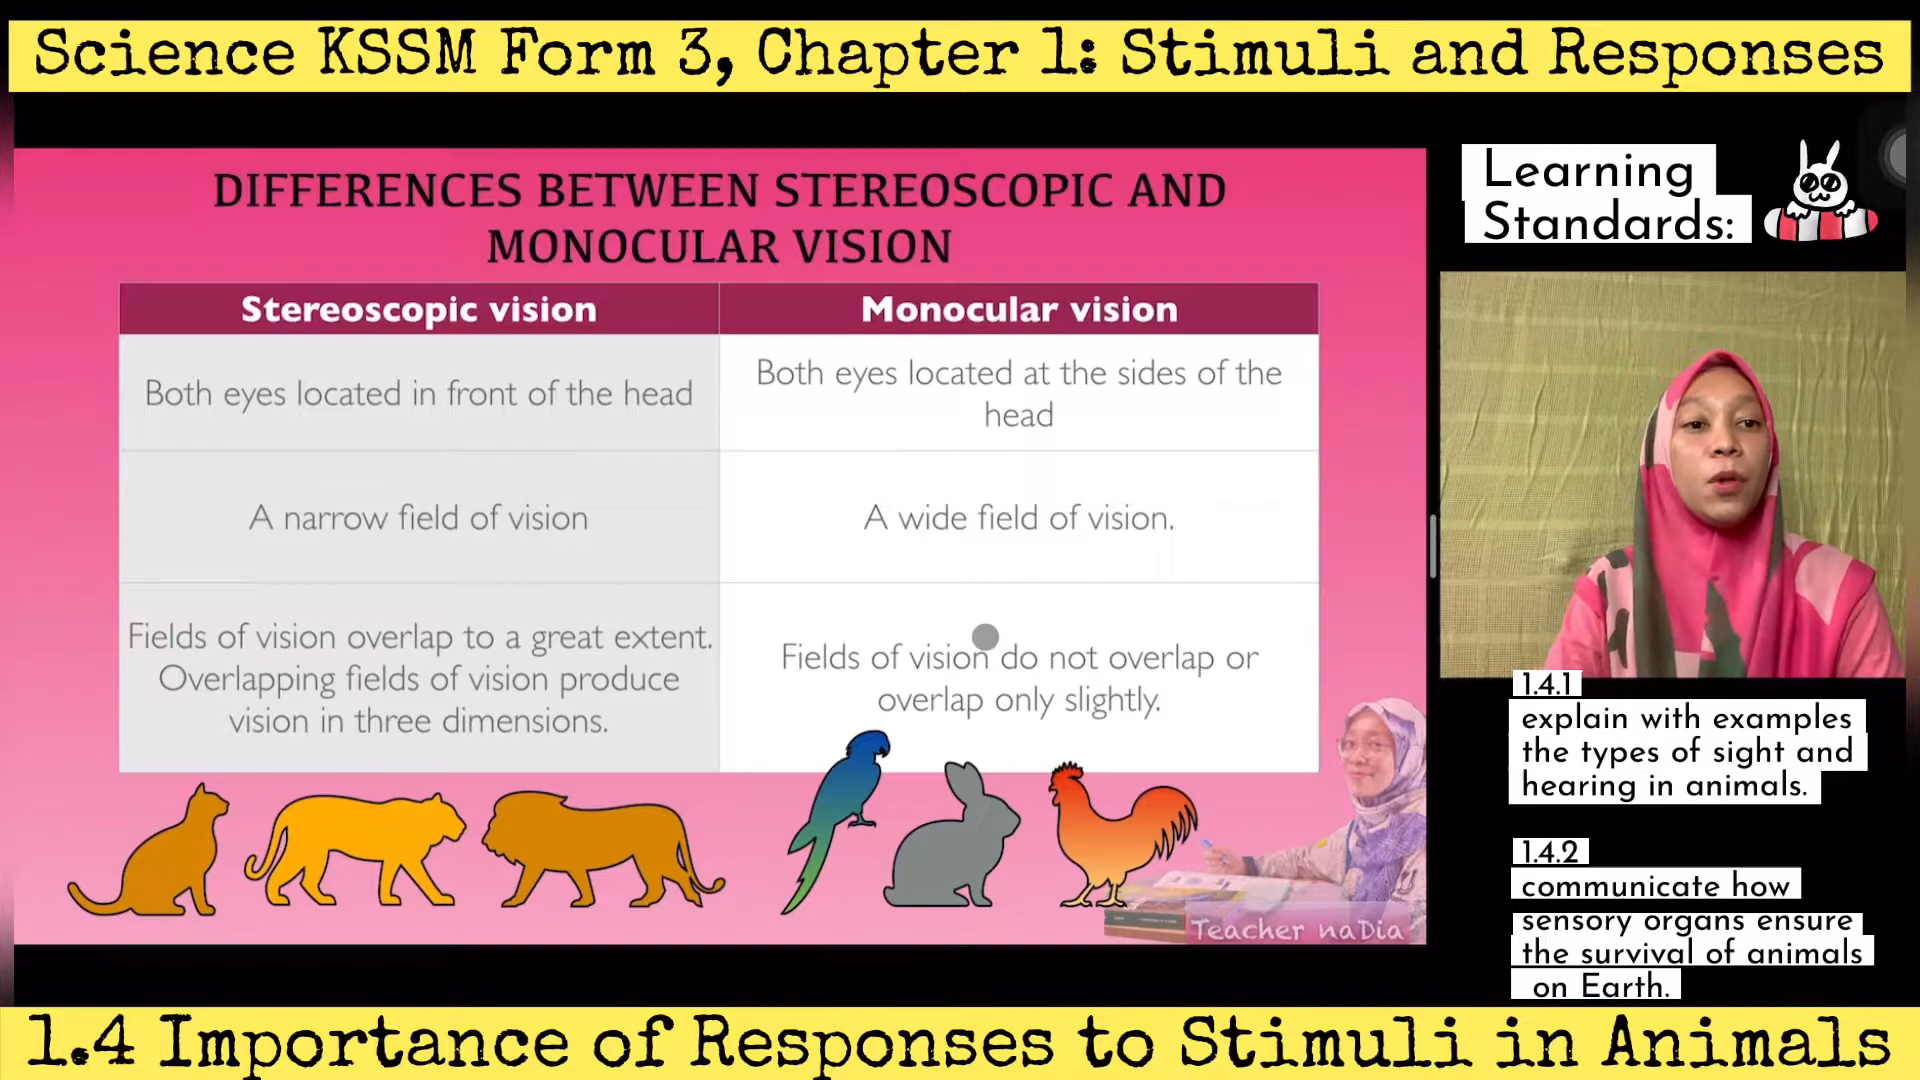 Science KSSM Form 3, Chapter 1: Stimuli and Responses
DIFFERENCES BETWEEN STEREOSCOPIC AND
MONOCULAR VISION
Stereoscopic vision
Monocular vision
Both eyes located in front of the head
Both eyes located at the sides of the
head
A narrow field of vision
A wide field of vision.
Fields of vision overlap to a great extent.
Overlapping fields of vision produce
vision in three dimensions.
Fields of vision do not overlap or
overlap only slightly.
Teacher naDia
Learning
Standards:
1.4.1
explain with examples
the types of sight and
hearing in animals.
1.4.2
communicate how
sensory organs ensure
the survival of animals
on Earth.
1.4 Importance of Responses to Stimuli in Animals